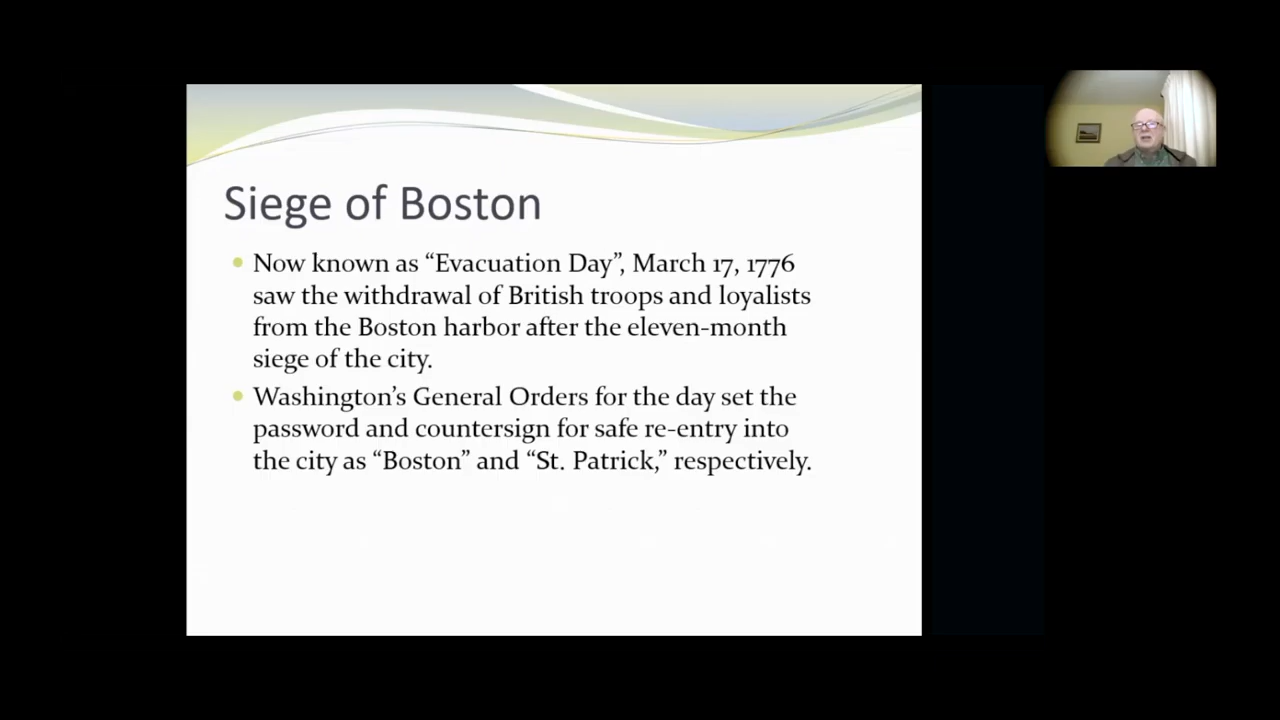 Siege of Boston
Now known as “Evacuation Day”, March 17, 1776
saw the withdrawal of British troops and loyalists
from the Boston harbor after the eleven-month
siege of the city.
Washington’s General Orders for the day set the
password and countersign for safe re-entry into
the city as “Boston” and “St. Patrick,” respectively.